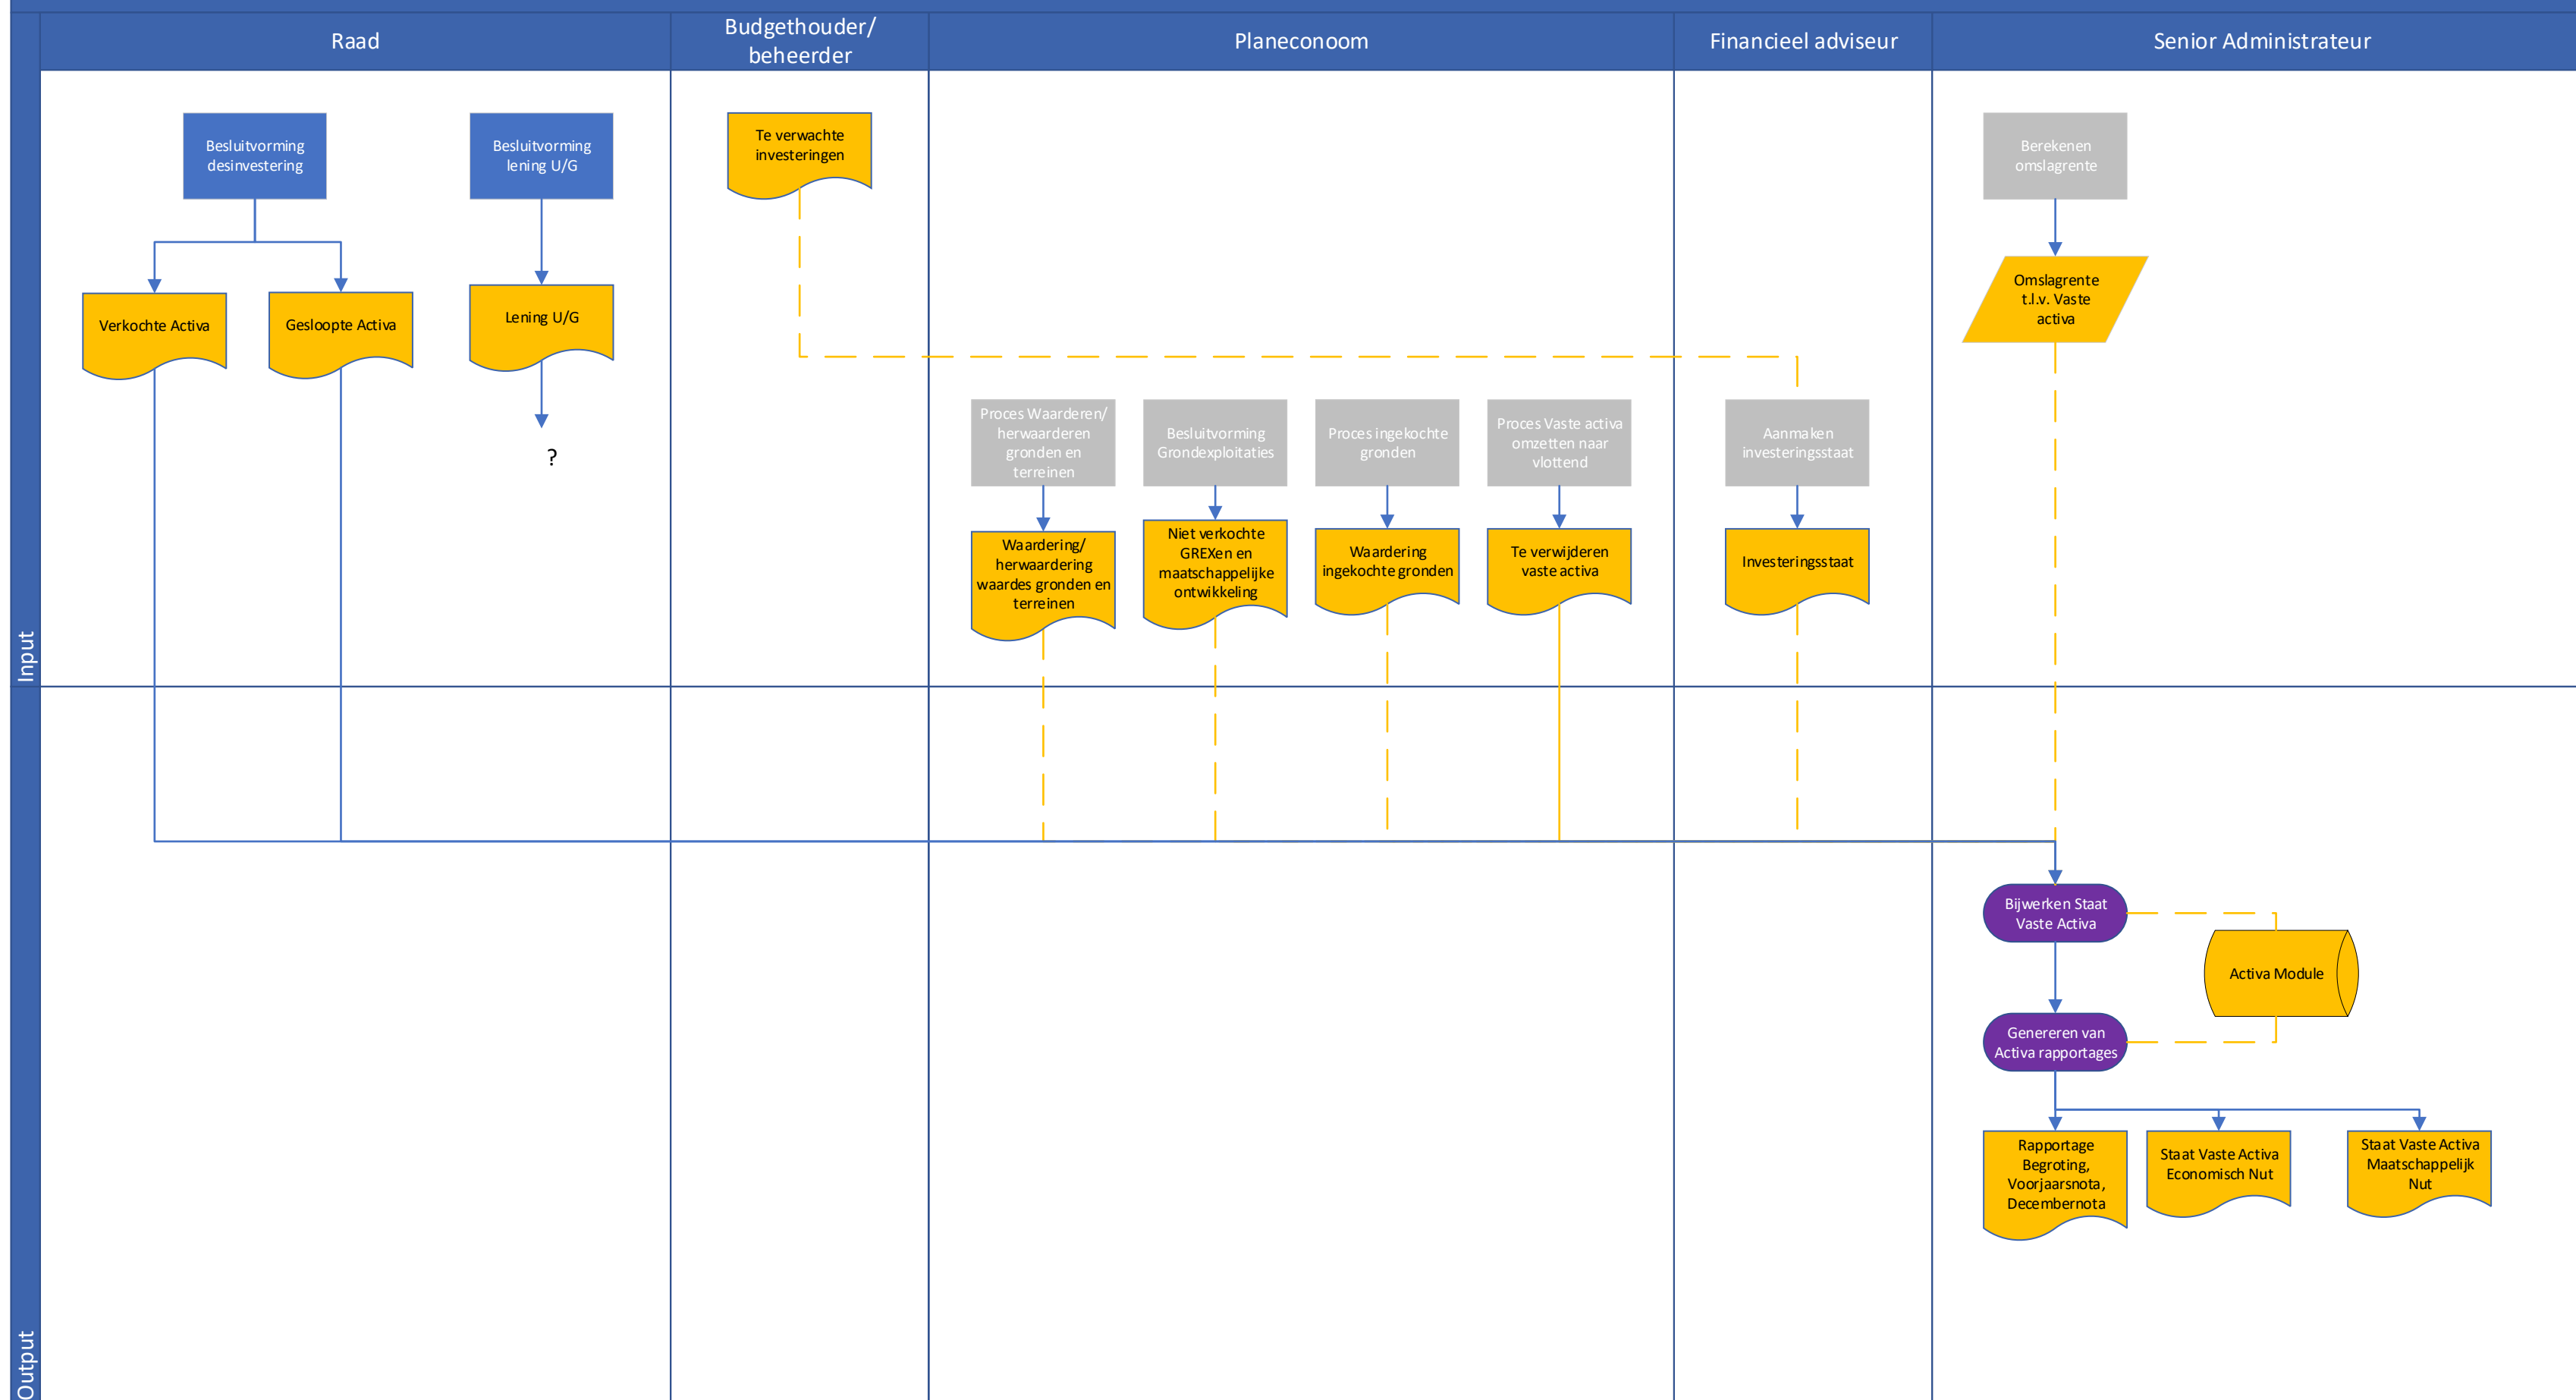 Raad
Budgethouder/
beheerder
Planeconoom
Financieel adviseur
Senior Administrateur
Input
Besluitvorming
desinvestering
Besluitvorming
lening U/G
Te verwachte
investeringen
Berekenen
omslagrente
Verkochte Activa
Gesloopte Activa
Lening U/G
Omslagrente
t.l.v. Vaste
activa
?
Proces Waarderen/
herwaarderen
gronden en
terreinen
Besluitvorming
Grondexploitaties
Proces ingekochte
gronden
Proces Vaste activa
omzetten naar
vlottend
Aanmaken
investeringsstaat
Waardering/
herwaardering
waardes gronden en
terreinen
Niet verkochte
GREXen en
maatschappelijke
ontwikkeling
Waardering
ingekochte gronden
Te verwijderen
vaste activa
Investeringsstaat
Output
Bijwerken Staat
Vaste Activa
Activa Module
Genereren van
Activa rapportages
Rapportage
Begroting,
Voorjaarsnota,
Decembernota
Staat Vaste Activa
Economisch Nut
Staat Vaste Activa
Maatschappelijk
Nut